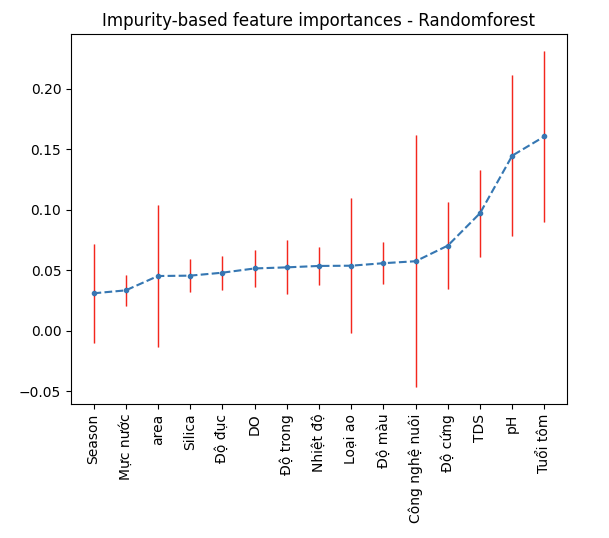 Impurity-based feature importances - Randomforest
0.20
0.15
0.10
0.05
0.00
−0.05
Season
Mực nước
area
Silica
Độ đục
DO
Độ trong
Nhiệt độ
Loại ao
Độ màu
Công nghệ nuôi
Độ cứng
TDS
pH
Tuổi tôm